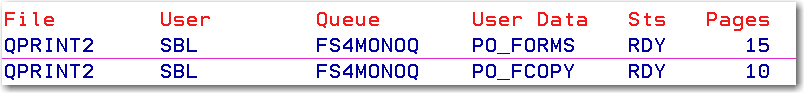 File User Queue User Data Sts Pages
QPRINT2 SBL FS4MONOQ PO_FORMS RDY 15
QPRINT2 SBL FS4MONOQ PO_FCOPY RDY 10